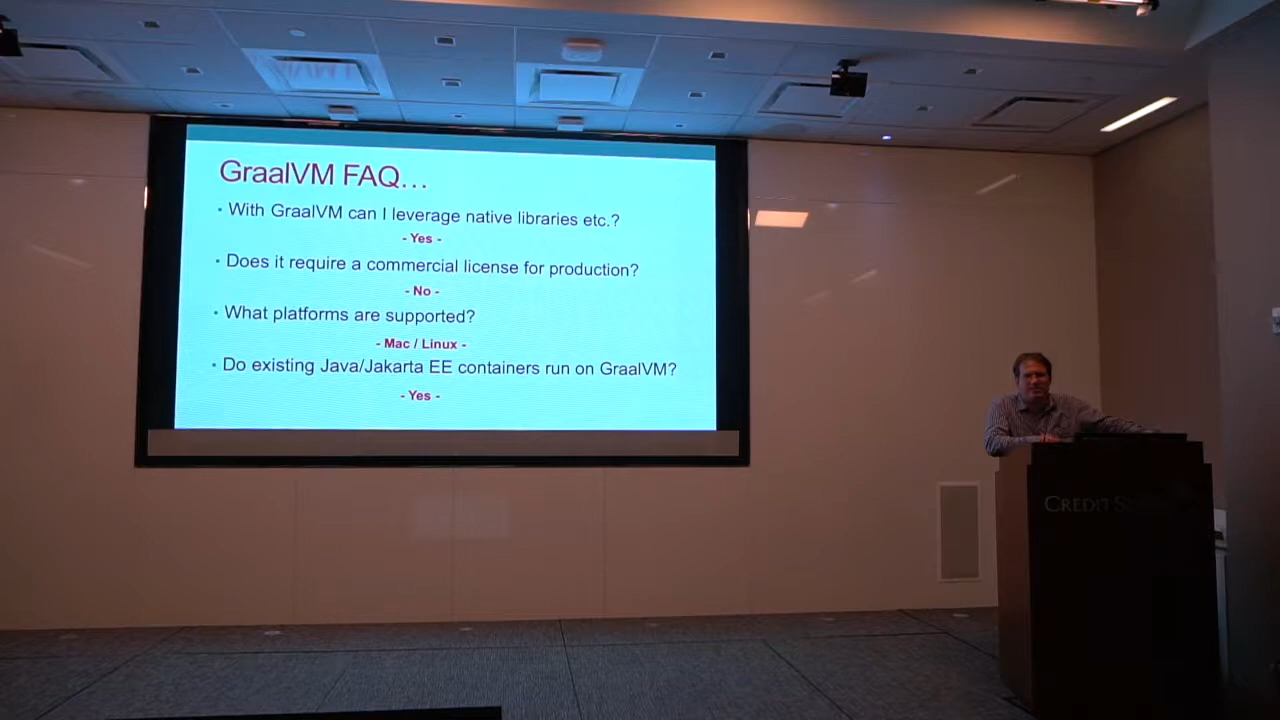 GraalVM FAQ…
• With GraalVM can I leverage native libraries etc.?
- Yes -
• Does it require a commercial license for production?
- No -
• What platforms are supported?
- Mac / Linux -
• Do existing Java/Jakarta EE containers run on GraalVM?
- Yes -
CREDIT